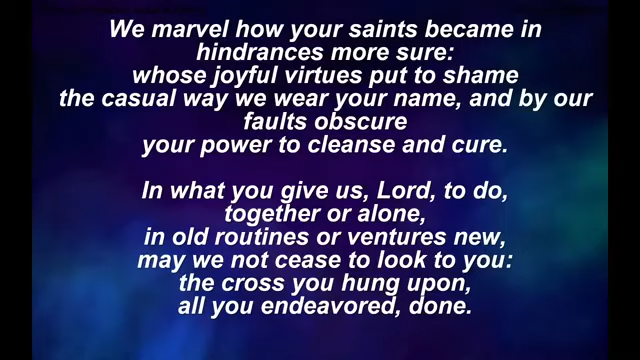 We marvel how your saints became in
hindrances more sure:
whose joyful virtues put to shame
the casual way we wear your name, and by our
faults obscure
your power to cleanse and cure.
In what you give us, Lord, to do,
together or alone,
in old routines or ventures new,
may we not cease to look to you:
the cross you hung upon,
all you endeavored, done.